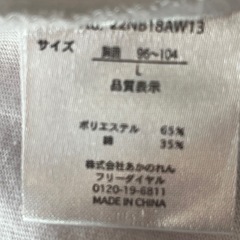 22NB18AW13
サイズ
胸囲 96~104
L
品質表示
ポリエステル 65%
綿 35%
株式会社あかのれん
フリーダイヤル
0120-19-6811
MADE IN CHINA